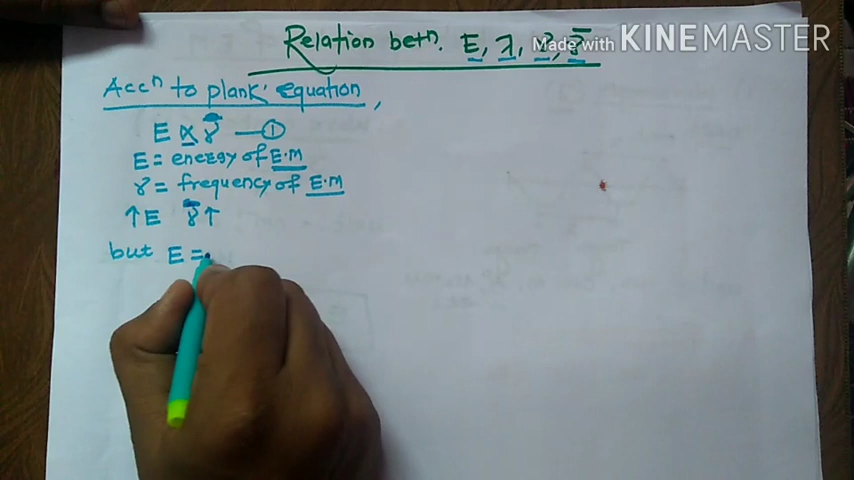 Relation betⁿ. E, λ, ν, ν̄
Made with KINEMASTER
Accⁿ to plank' equation,
E ∝ ν —①
E = energy of E.M
ν = frequency of E.M
↑E ν↑
but E =